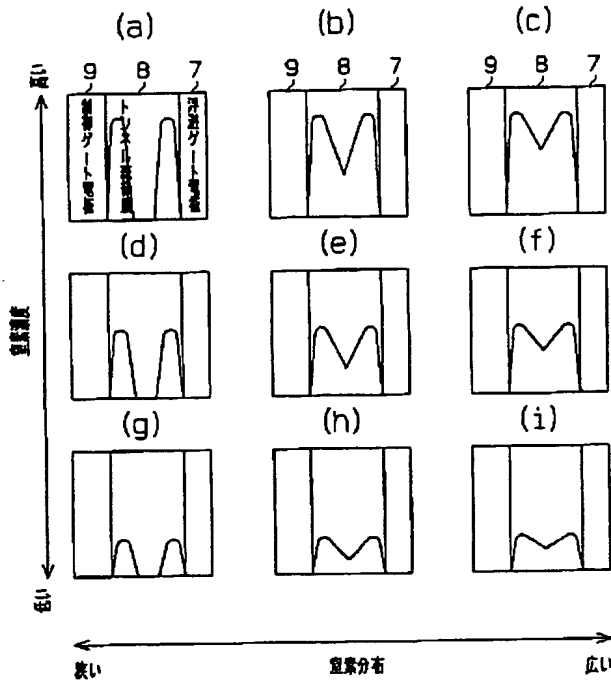 (a) (b) (c)
9 8 7 9 8 7 9 8 7
高い
制御ゲート電極
トンネル絶縁膜
浮遊ゲート電極
(d) (e) (f)
窒素濃度
(g) (h) (i)
低い
狭い 窒素分布 広い